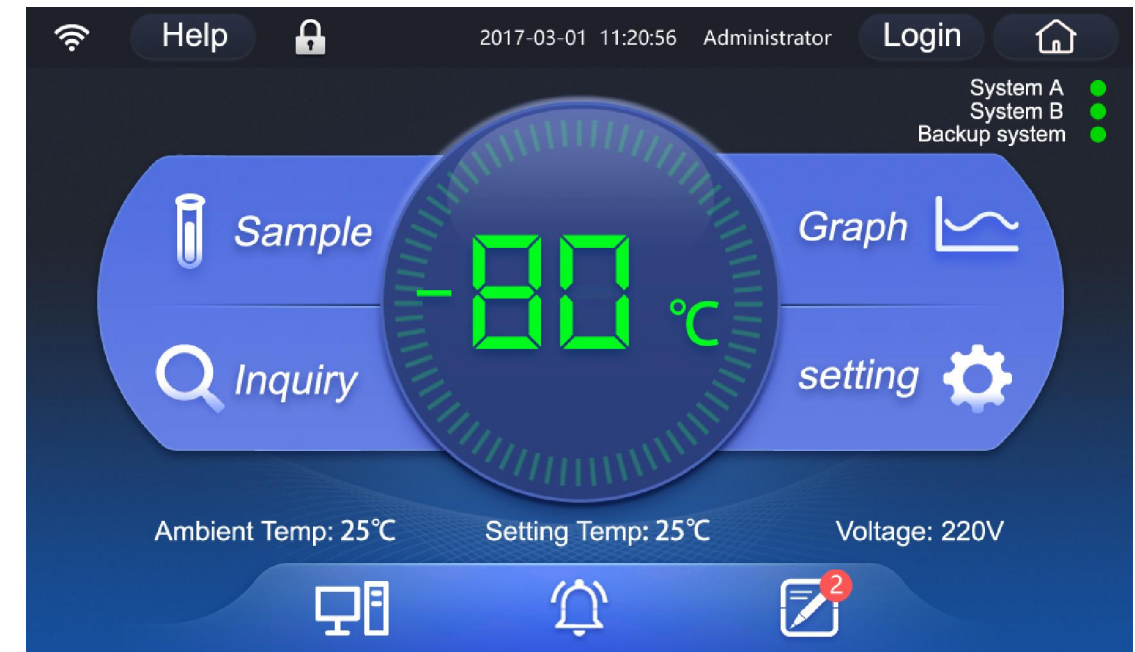 Help 2017-03-01 11:20:56 Administrator Login
System A
System B
Backup system
Sample
Graph
-80 °C
Inquiry
setting
Ambient Temp: 25℃ Setting Temp: 25℃ Voltage: 220V
2